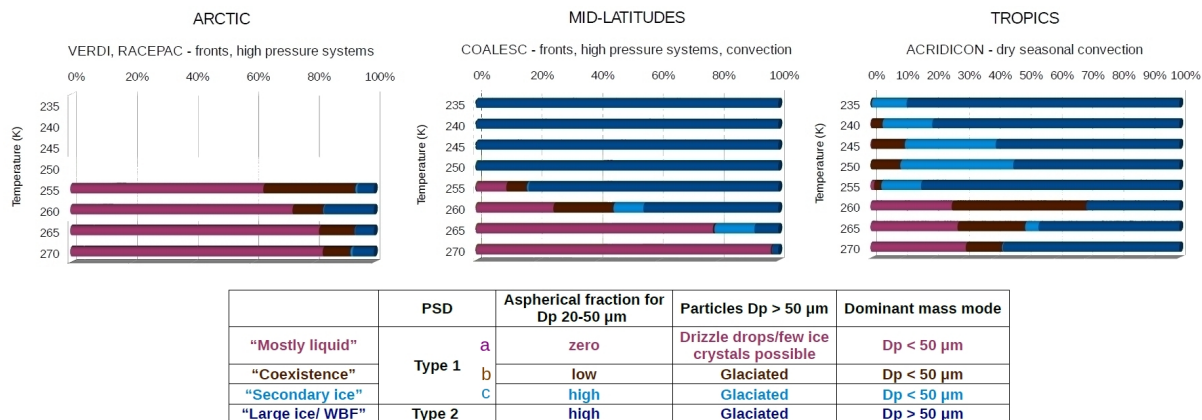 ARCTIC
VERDI, RACEPAC - fronts, high pressure systems
0% 20% 40% 60% 80% 100%
Temperature (K)
235
240
245
250
255
260
265
270
MID-LATITUDES
COALESC - fronts, high pressure systems, convection
0% 20% 40% 60% 80% 100%
Temperature (K)
235
240
245
250
255
260
265
270
TROPICS
ACRIDICON - dry seasonal convection
0% 10% 20% 30% 40% 50% 60% 70% 80% 90% 100%
Temperature (K)
235
240
245
250
255
260
265
270
PSD
Aspherical fraction for
Dp 20-50 µm
Particles Dp > 50 µm
Dominant mass mode
“Mostly liquid”
Type 1
a
zero
Drizzle drops/few ice
crystals possible
Dp < 50 µm
“Coexistence”
b
low
Glaciated
Dp < 50 µm
“Secondary ice”
c
high
Glaciated
Dp < 50 µm
“Large ice/ WBF”
Type 2
high
Glaciated
Dp > 50 µm